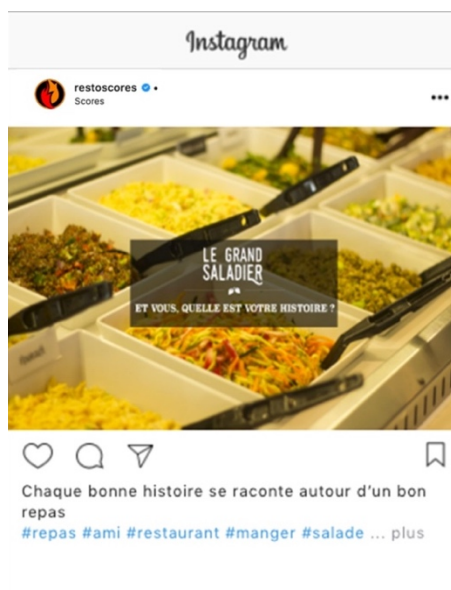 Instagram
restoscores
Scores
LE GRAND
SALADIER
ET VOUS, QUELLE EST VOTRE HISTOIRE ?
Chaque bonne histoire se raconte autour d'un bon
repas
#repas #ami #restaurant #manger #salade ... plus